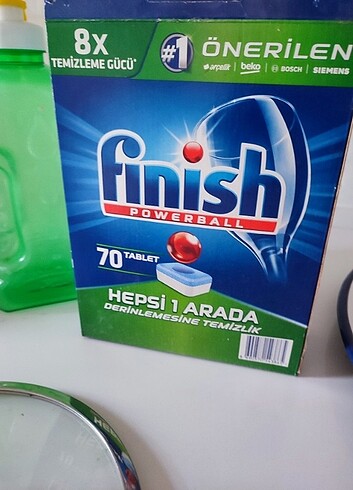 8X
TEMİZLEME GÜCÜ*
#1 ÖNERİLEN
arçelik beko BOSCH SIEMENS
finish
POWERBALL
70 TABLET
HEPSİ 1 ARADA
DERİNLEMESİNE TEMİZLİK